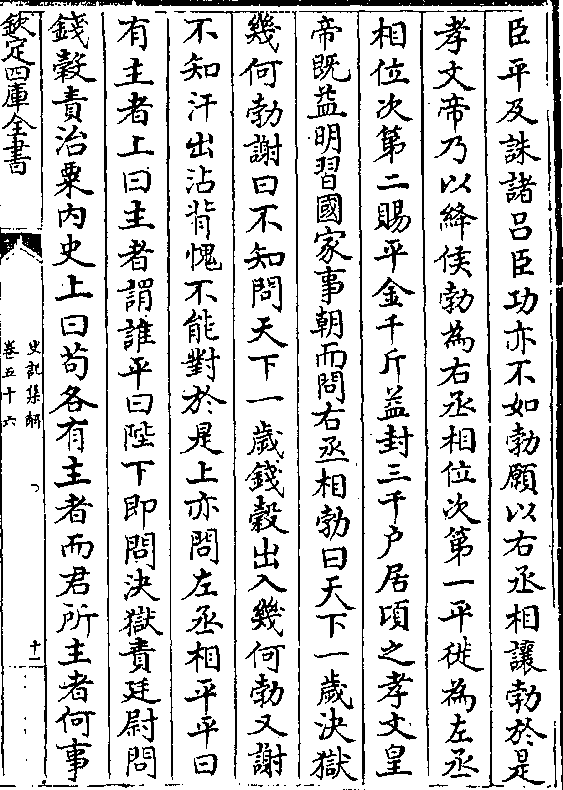 臣平及誅諸呂臣功亦不如勃願以右丞相讓勃於是
孝文帝乃以絳侯勃為右丞相位次第一平徙為左丞
相位次第二賜平金千斤益封三千户居頃之孝文皇
帝既益明習國家事朝而問右丞相勃曰天下一歲決獄
幾何勃謝曰不知問天下一歲錢穀出入幾何勃又謝
不知汗出沾背愧不能對於是上亦問左丞相平平曰
有主者上曰主者謂誰平曰陛下即問決獄責廷尉問
錢穀責治粟内史上曰茍各有主者而君所主者何事
欽定四庫全書
史記集解
卷五十六
十一